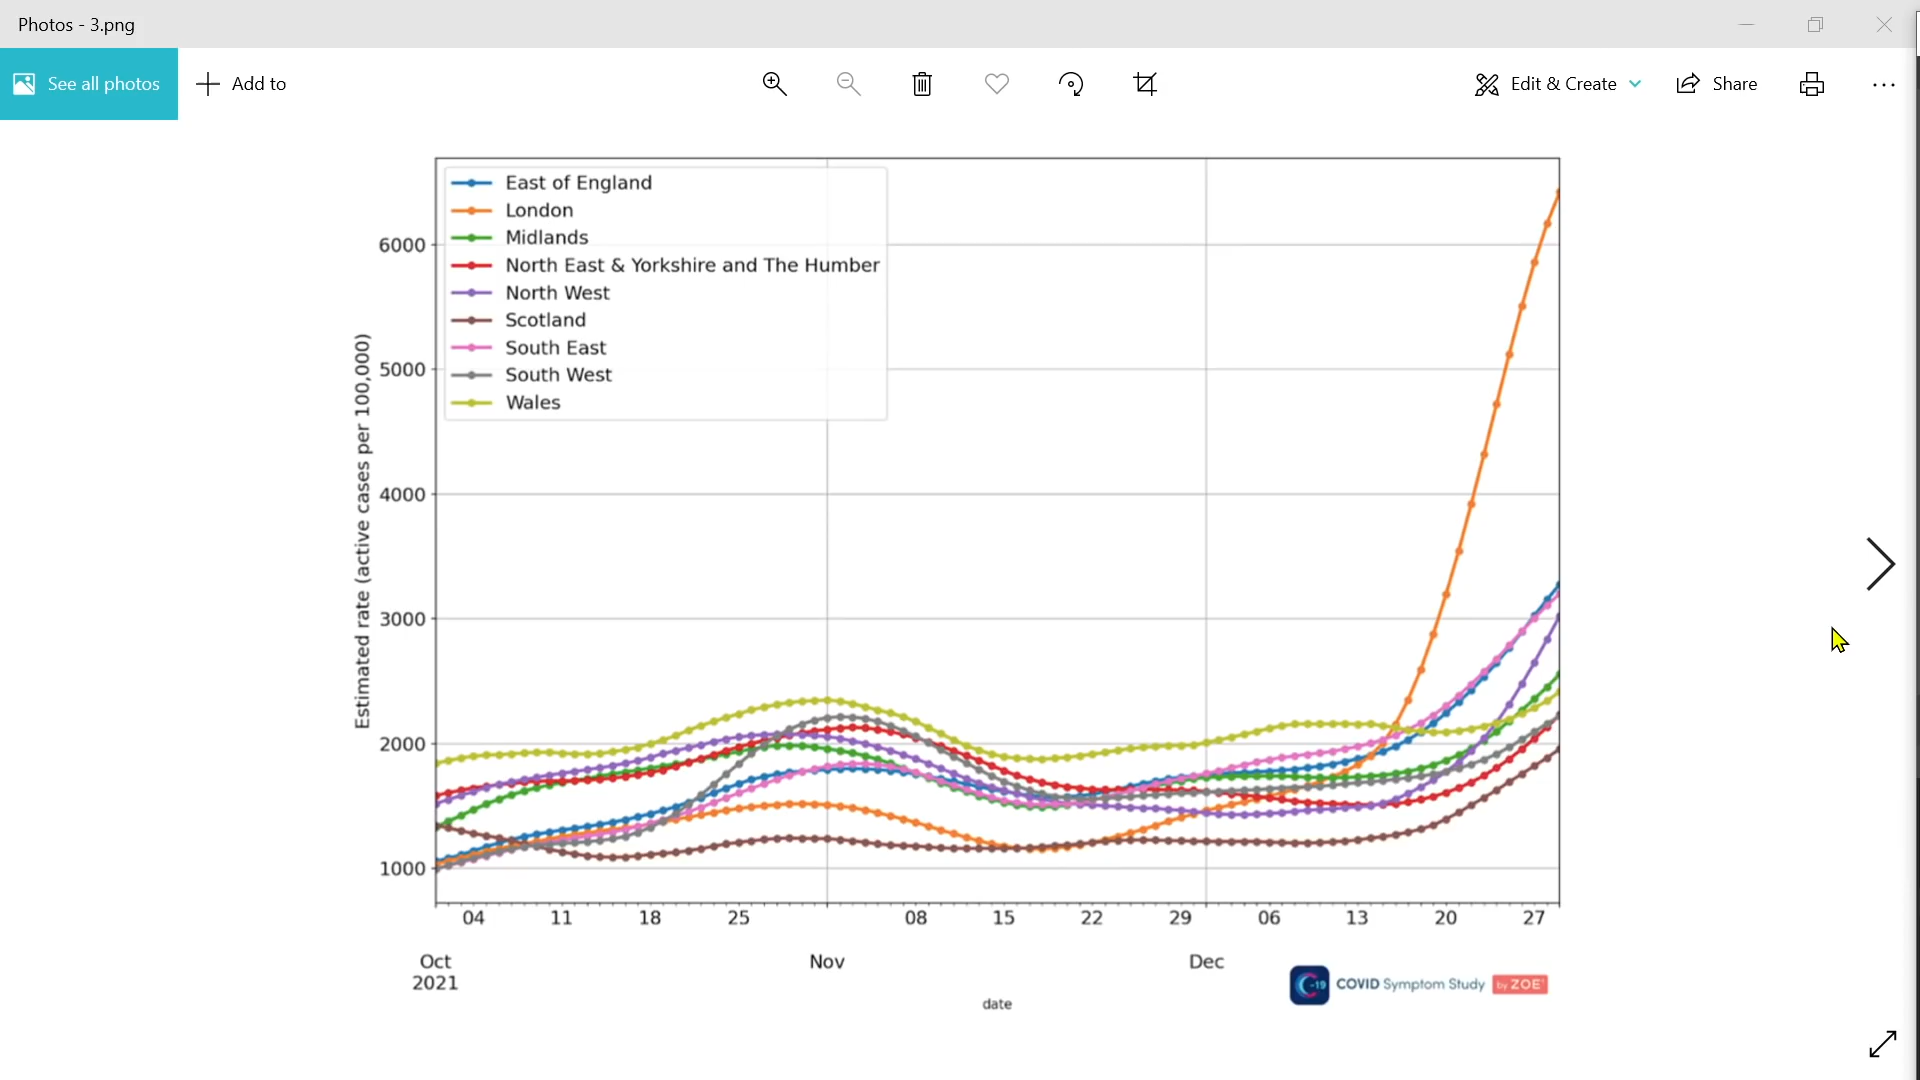 Photos - 3.png
See all photos
Add to
Edit & Create
Share
East of England
London
Midlands
North East & Yorkshire and The Humber
North West
Scotland
South East
South West
Wales
6000
5000
4000
3000
2000
1000
Estimated rate (active cases per 100,000)
04 11 18 25 08 15 22 29 06 13 20 27
Oct Nov Dec
2021
date
C-19 COVID Symptom Study by ZOE